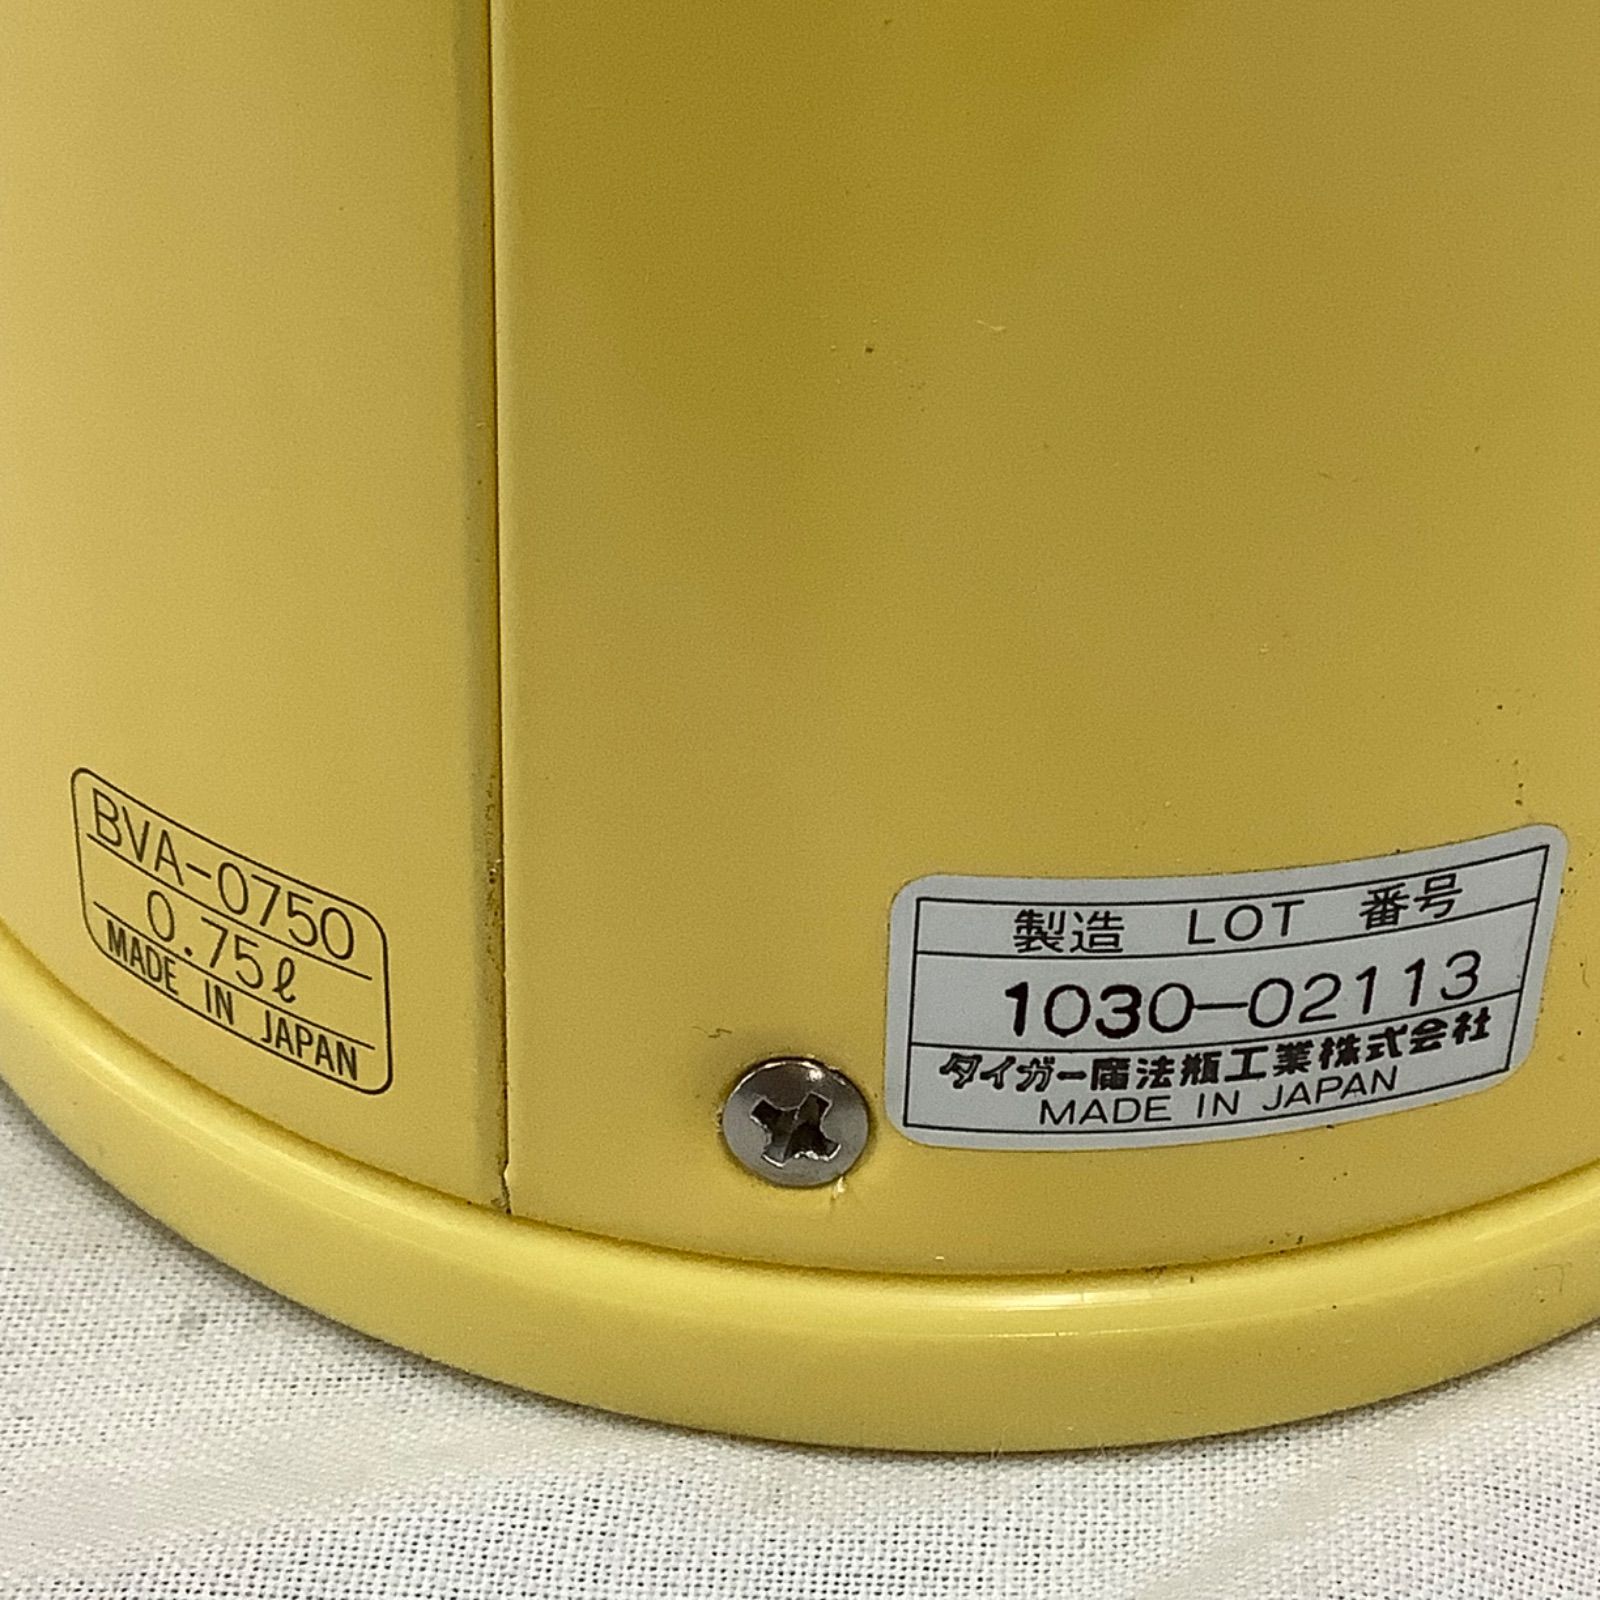 BVA-0750
0.75ℓ
MADE IN JAPAN
製造 LOT 番号
1030-02113
タイガー魔法瓶工業株式会社
MADE IN JAPAN